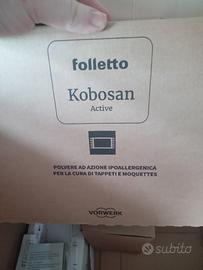 folletto
Kobosan
Active
POLVERE AD AZIONE IPOALLERGENICA
PER LA CURA DI TAPPETI E MOQUETTES
VORWERK
subito